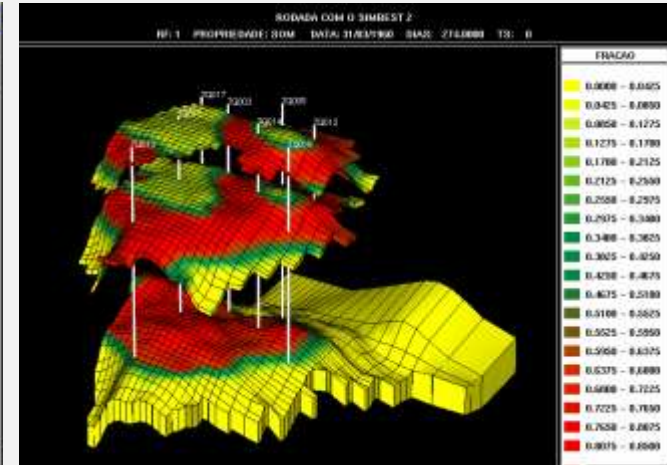 RODADA COM O SIMBEST 2
RF: 1 PROPRIEDADE: SOM DATA: 31/03/1960 DIAS: 274.0000 TS: 0
FRACAO
0.0000 - 0.0425
0.0425 - 0.0850
0.0850 - 0.1275
0.1275 - 0.1700
0.1700 - 0.2125
0.2125 - 0.2550
0.2550 - 0.2975
0.2975 - 0.3400
0.3400 - 0.3825
0.3825 - 0.4250
0.4250 - 0.4675
0.4675 - 0.5100
0.5100 - 0.5525
0.5525 - 0.5950
0.5950 - 0.6375
0.6375 - 0.6800
0.6800 - 0.7225
0.7225 - 0.7650
0.7650 - 0.8075
0.8075 - 0.8500